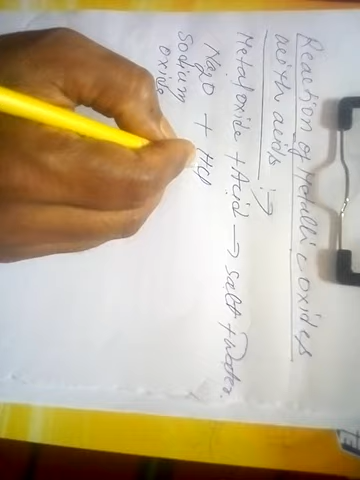 Reaction of Metallic oxides
with acids :→
Metal oxide + Acid → salt + water.
Na2O + HCl
Sodium
oxide